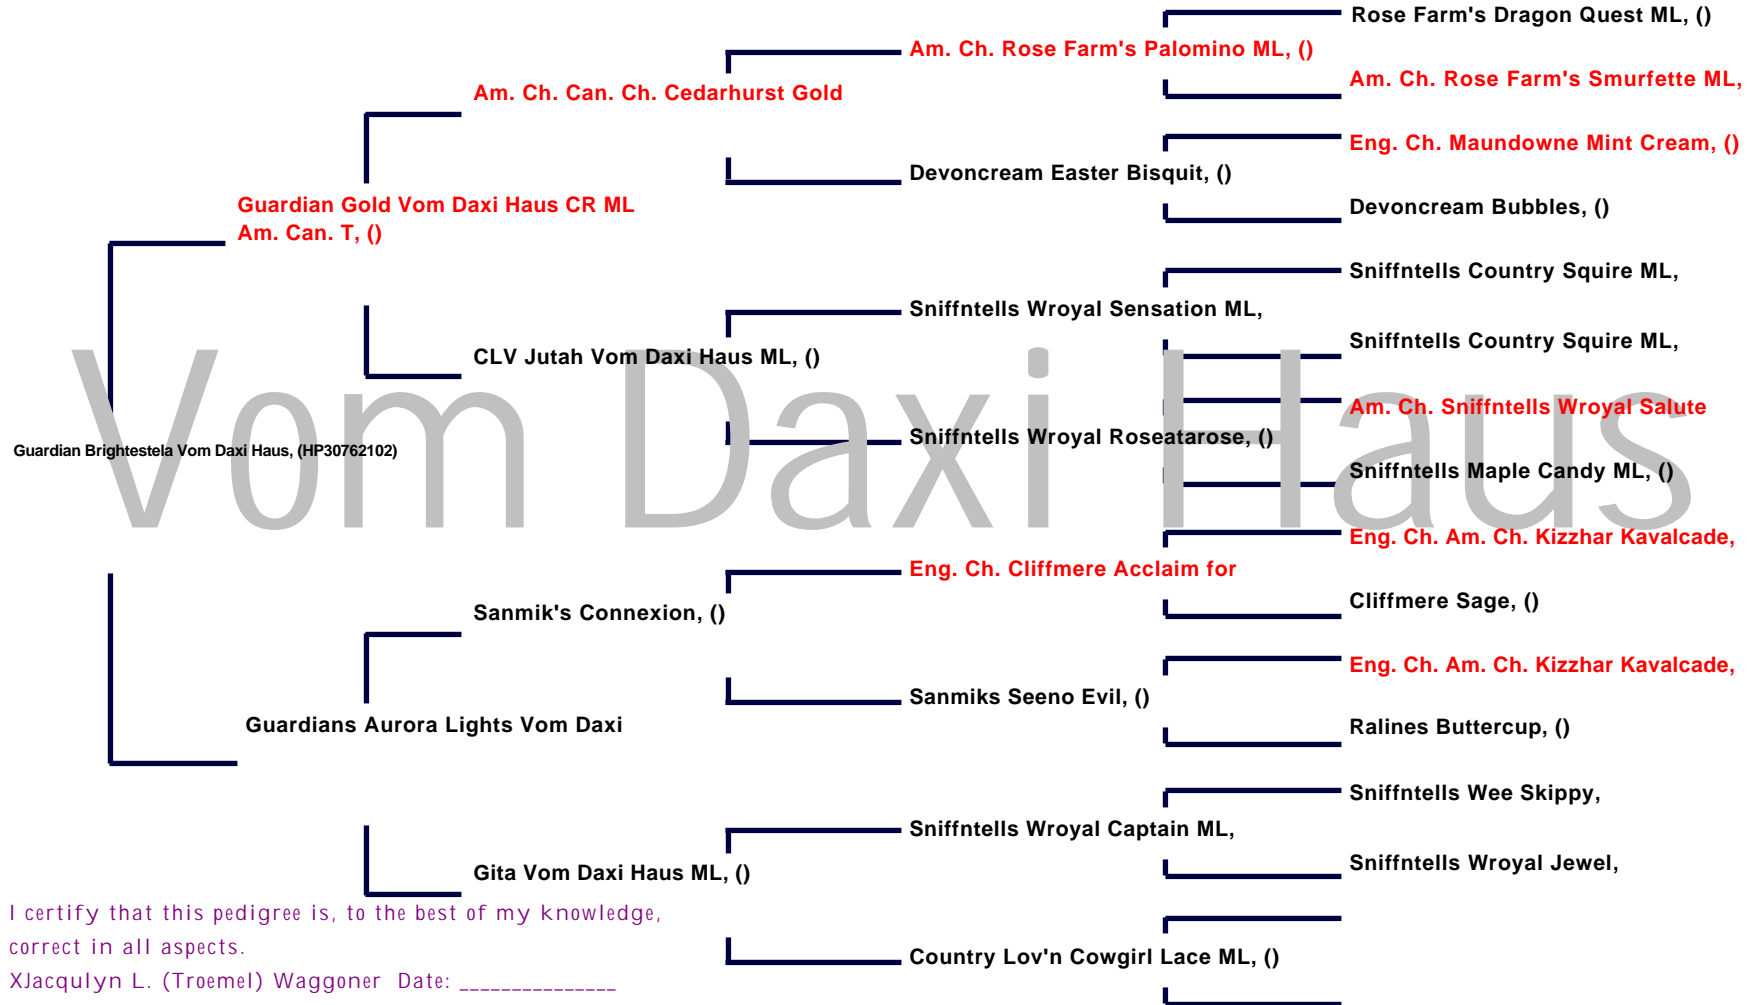 Rose Farm's Dragon Quest ML, ()
Am. Ch. Rose Farm's Palomino ML, ()
Am. Ch. Rose Farm's Smurfette ML,
Am. Ch. Can. Ch. Cedarhurst Gold
Eng. Ch. Maundowne Mint Cream, ()
Devoncream Easter Bisquit, ()
Devoncream Bubbles, ()
Guardian Gold Vom Daxi Haus CR ML
Am. Can. T, ()
Sniffntells Country Squire ML,
Sniffntells Wroyal Sensation ML,
Sniffntells Country Squire ML,
CLV Jutah Vom Daxi Haus ML, ()
Am. Ch. Sniffntells Wroyal Salute
Sniffntells Wroyal Roseatarose, ()
Sniffntells Maple Candy ML, ()
Guardian Brightestela Vom Daxi Haus, (HP30762102)
Vom Daxi Haus
Eng. Ch. Am. Ch. Kizzhar Kavalcade,
Eng. Ch. Cliffmere Acclaim for
Cliffmere Sage, ()
Sanmik's Connexion, ()
Eng. Ch. Am. Ch. Kizzhar Kavalcade,
Sanmiks Seeno Evil, ()
Ralines Buttercup, ()
Guardians Aurora Lights Vom Daxi
Sniffntells Wee Skippy,
Sniffntells Wroyal Captain ML,
Sniffntells Wroyal Jewel,
Gita Vom Daxi Haus ML, ()
Country Lov'n Cowgirl Lace ML, ()
I certify that this pedigree is, to the best of my knowledge,
correct in all aspects.
XJacqulyn L. (Troemel) Waggoner Date: _______________